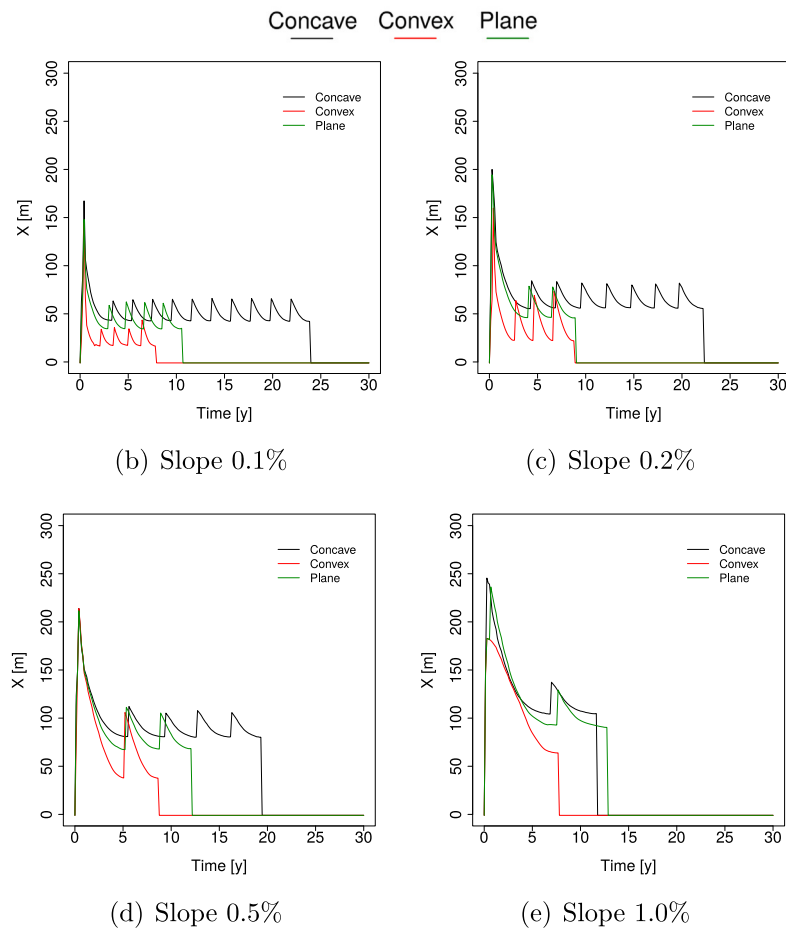 Concave Convex Plane
300
250
200
150
100
50
0
X [m]
Concave
Convex
Plane
0 5 10 15 20 25 30
Time [y]
(b) Slope 0.1%
300
250
200
150
100
50
0
X [m]
Concave
Convex
Plane
0 5 10 15 20 25 30
Time [y]
(c) Slope 0.2%
300
250
200
150
100
50
0
X [m]
Concave
Convex
Plane
0 5 10 15 20 25 30
Time [y]
(d) Slope 0.5%
300
250
200
150
100
50
0
X [m]
Concave
Convex
Plane
0 5 10 15 20 25 30
Time [y]
(e) Slope 1.0%